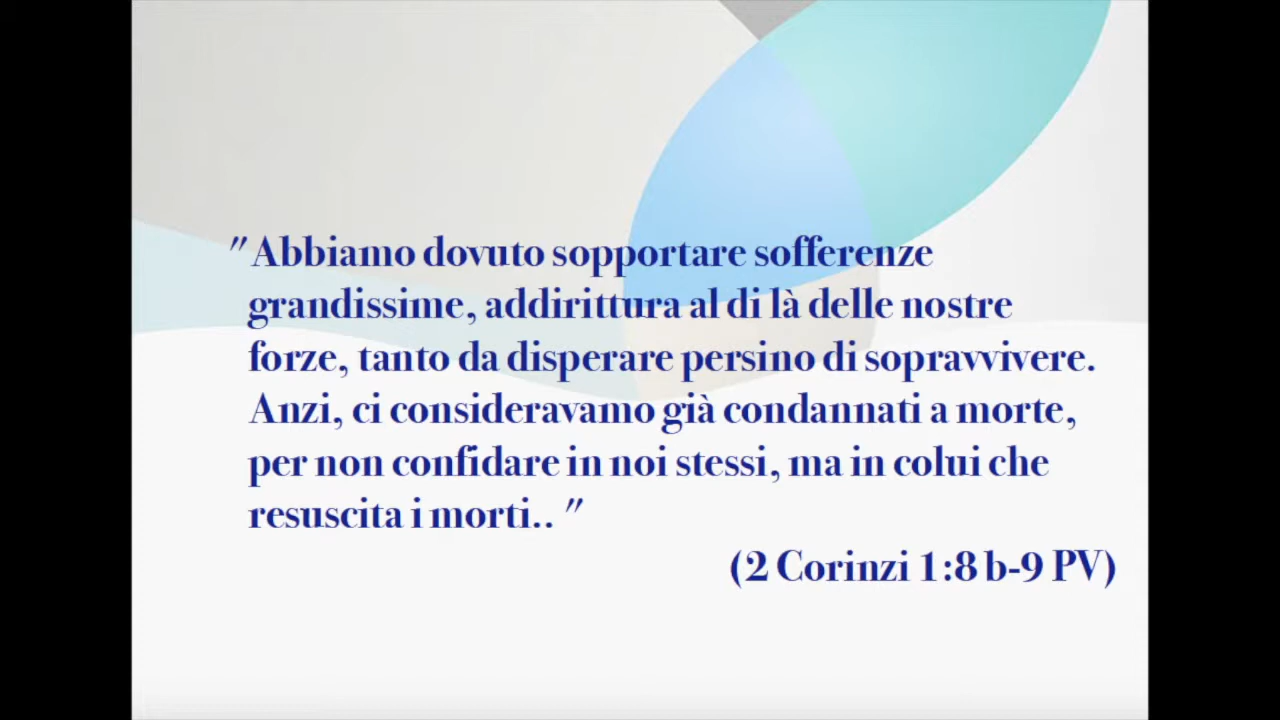 "Abbiamo dovuto sopportare sofferenze
grandissime, addirittura al di là delle nostre
forze, tanto da disperare persino di sopravvivere.
Anzi, ci consideravamo già condannati a morte,
per non confidare in noi stessi, ma in colui che
resuscita i morti.. "
(2 Corinzi 1:8 b-9 PV)